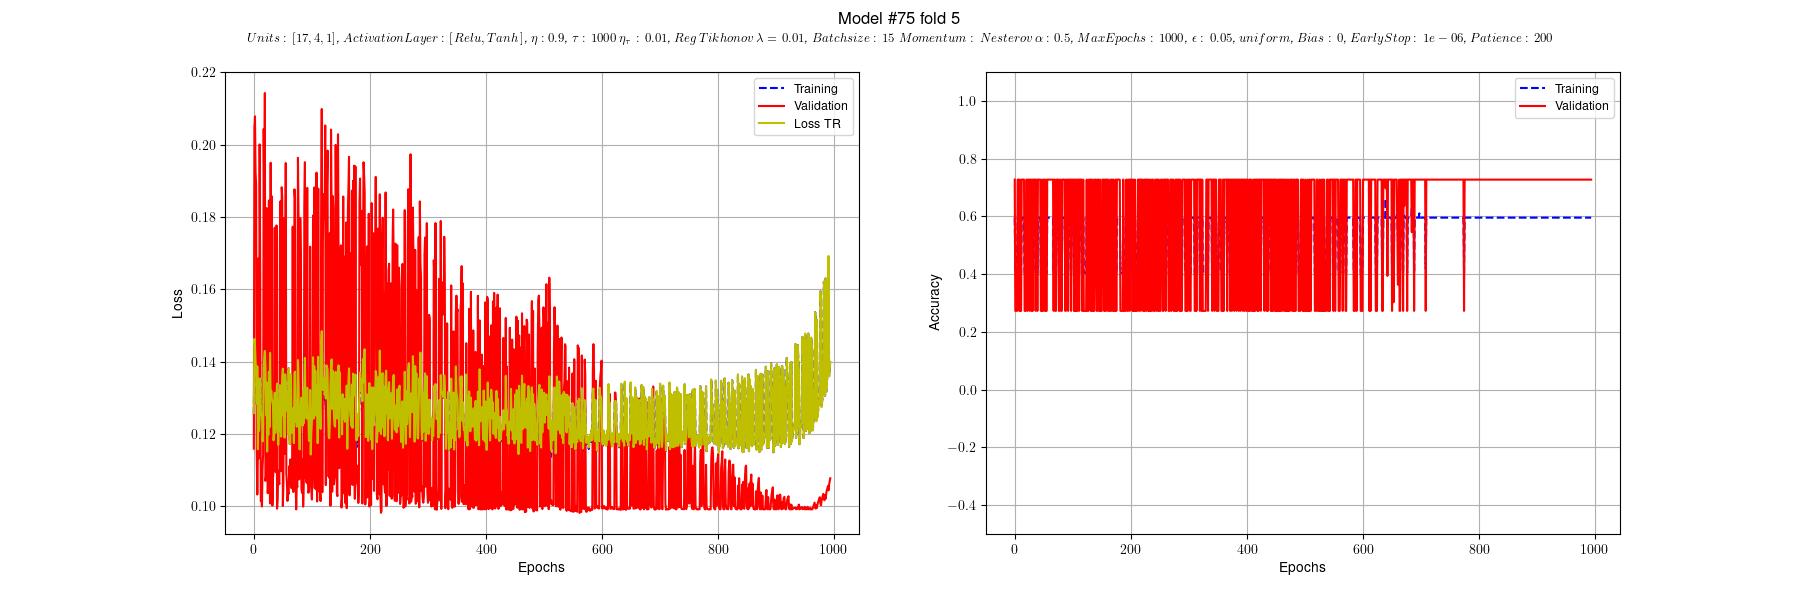 Model #75 fold 5
Units : [17, 4, 1], ActivationLayer : [Relu, Tanh], η : 0.9, τ : 1000 ητ : 0.01, Reg Tikhonov λ = 0.01, Batchsize : 15 Momentum : Nesterov α : 0.5, MaxEpochs : 1000, ϵ : 0.05, uniform, Bias : 0, EarlyStop : 1e − 06, Patience : 200
0.22
0.20
0.18
0.16
0.14
0.12
0.10
Loss
0 200 400 600 800 1000
Epochs
Training
Validation
Loss TR
1.0
0.8
0.6
0.4
0.2
0.0
−0.2
−0.4
Accuracy
0 200 400 600 800 1000
Epochs
Training
Validation